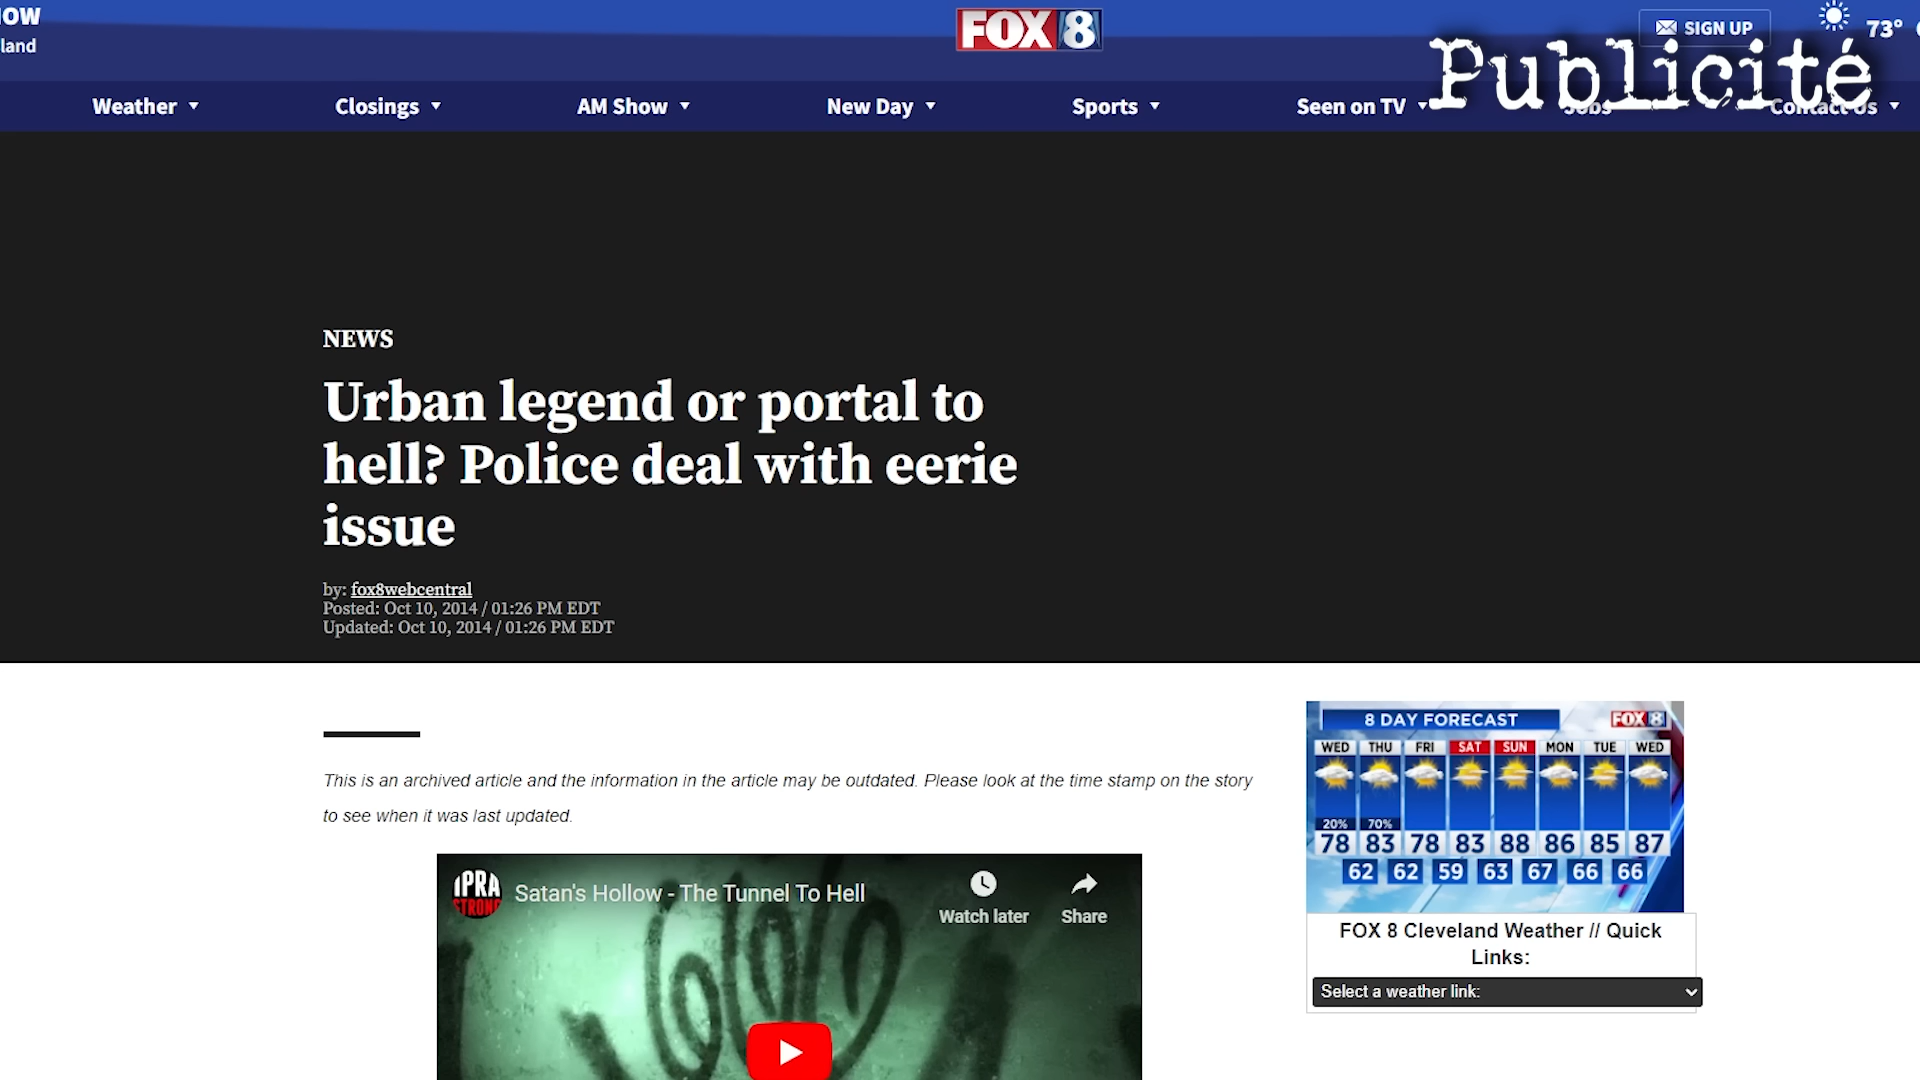 IOW
land
FOX 8
SIGN UP
73°
Publicité
Weather
Closings
AM Show
New Day
Sports
Seen on TV
Jobs
Contact Us
NEWS
Urban legend or portal to
hell? Police deal with eerie
issue
by: fox8webcentral
Posted: Oct 10, 2014 / 01:26 PM EDT
Updated: Oct 10, 2014 / 01:26 PM EDT
This is an archived article and the information in the article may be outdated. Please look at the time stamp on the story
to see when it was last updated.
IPRA
STRONG
Satan's Hollow - The Tunnel To Hell
Watch later
Share
8 DAY FORECAST
FOX 8
WED THU FRI SAT SUN MON TUE WED
20% 70%
78 83 78 83 88 86 85 87
62 62 59 63 67 66 66
FOX 8 Cleveland Weather // Quick
Links:
Select a weather link: